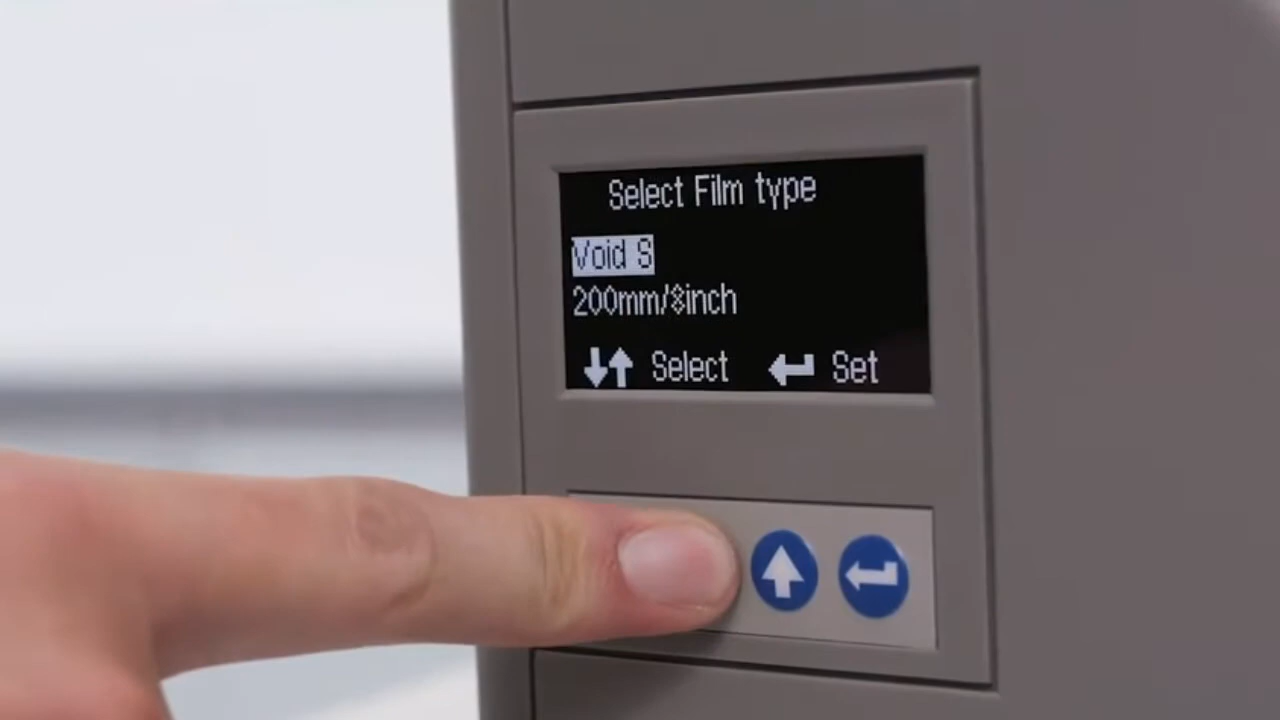 Select Film type
Void S
200mm/8inch
↓↑ Select ↵ Set